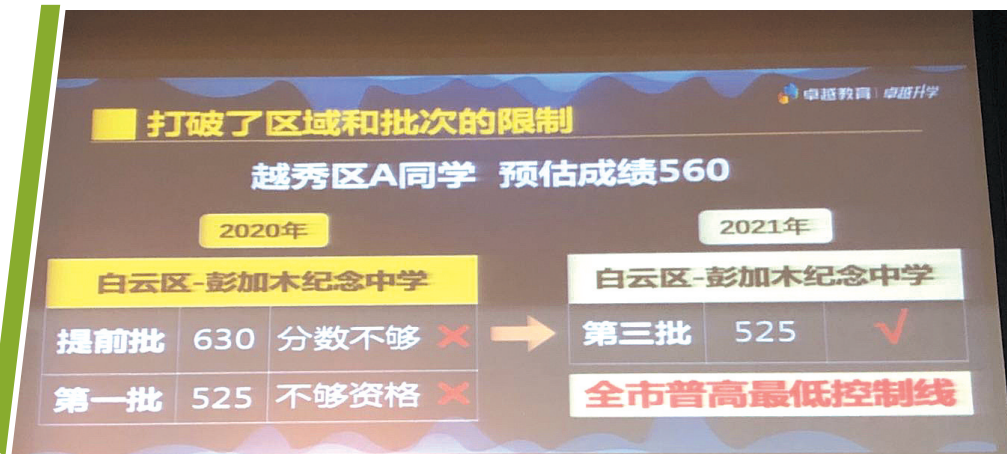 卓越教育 | 卓越升学
打破了区域和批次的限制
越秀区A同学 预估成绩560
2020年
白云区-彭加木纪念中学
提前批 630 分数不够 ×
第一批 525 不够资格 ×
2021年
白云区-彭加木纪念中学
第三批 525 √
全市普高最低控制线